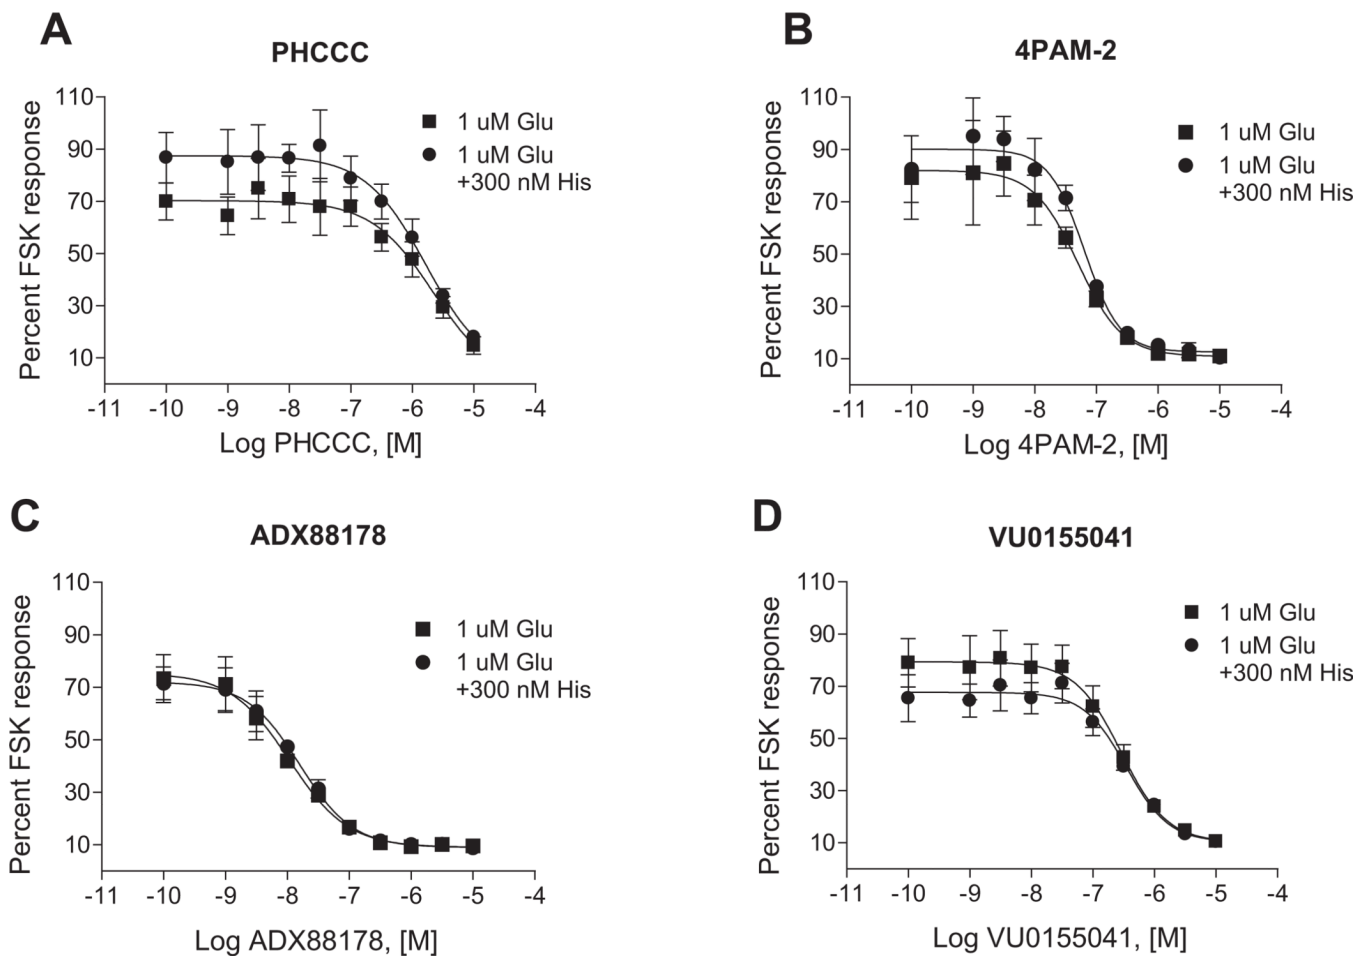 A
PHCCC
Percent FSK response
110
90
70
50
30
10
1 uM Glu
1 uM Glu
+300 nM His
-11 -10 -9 -8 -7 -6 -5 -4
Log PHCCC, [M]
B
4PAM-2
Percent FSK response
110
90
70
50
30
10
1 uM Glu
1 uM Glu
+300 nM His
-11 -10 -9 -8 -7 -6 -5 -4
Log 4PAM-2, [M]
C
ADX88178
Percent FSK response
110
90
70
50
30
10
1 uM Glu
1 uM Glu
+300 nM His
-11 -10 -9 -8 -7 -6 -5 -4
Log ADX88178, [M]
D
VU0155041
Percent FSK response
110
90
70
50
30
10
1 uM Glu
1 uM Glu
+300 nM His
-11 -10 -9 -8 -7 -6 -5 -4
Log VU0155041, [M]